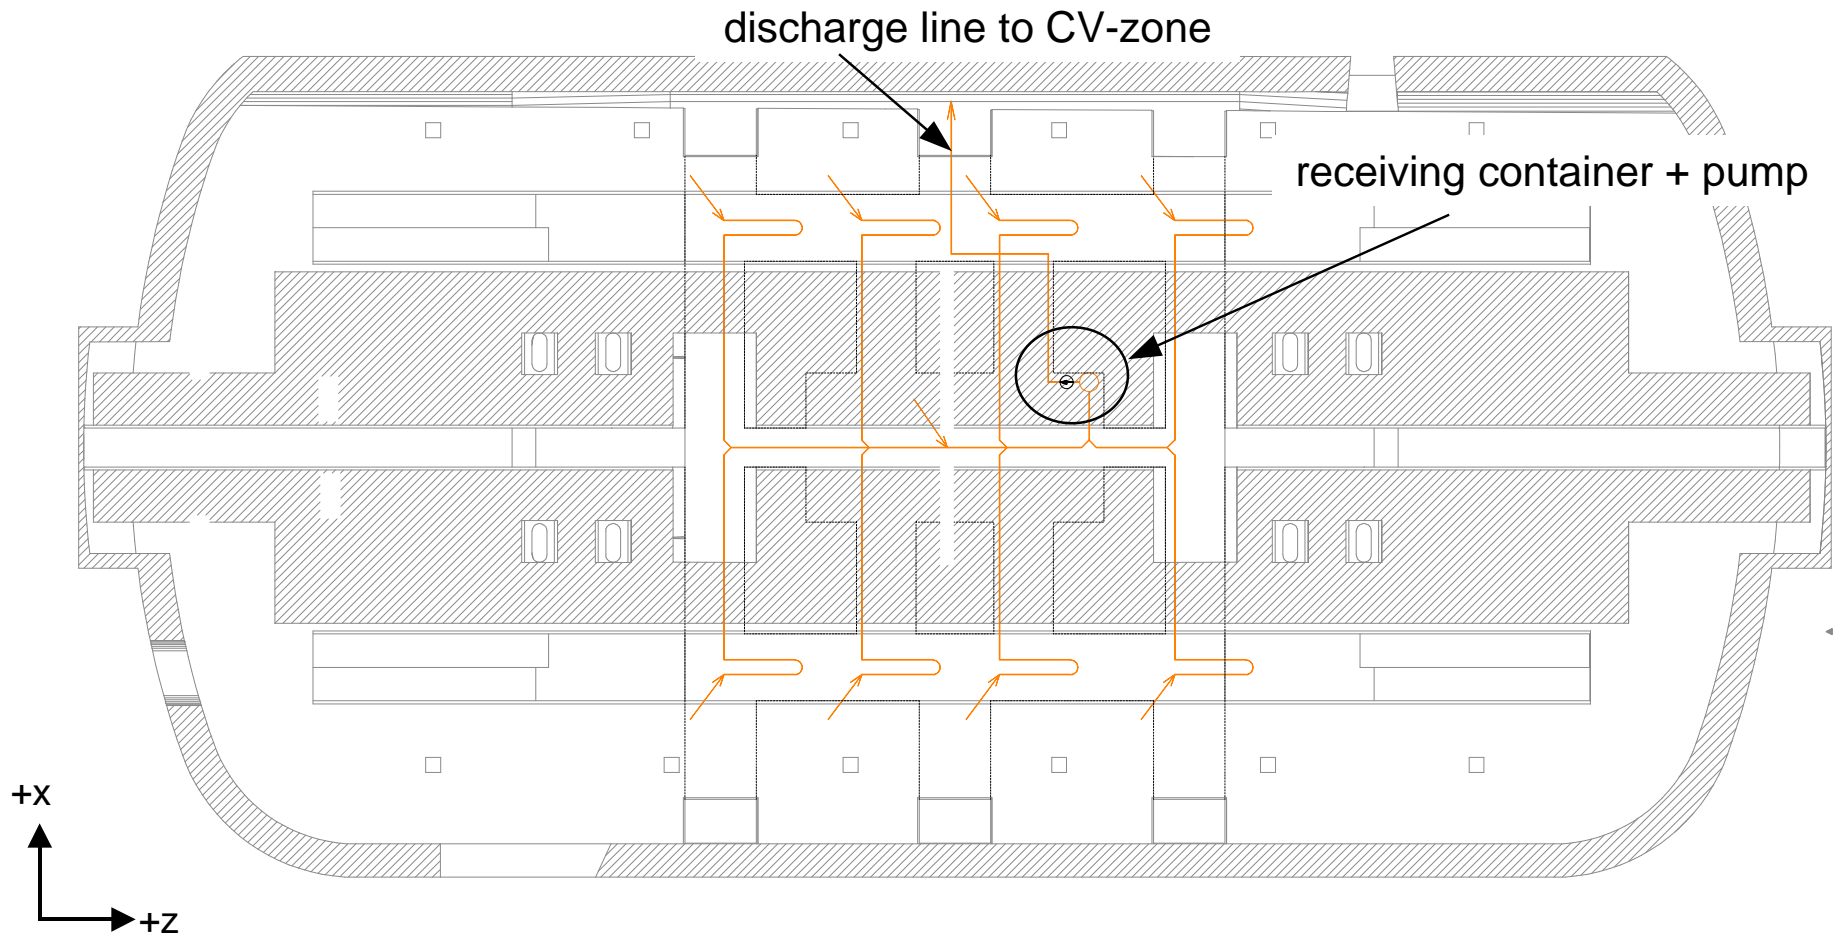 discharge line to CV-zone
receiving container + pump
+x
+z